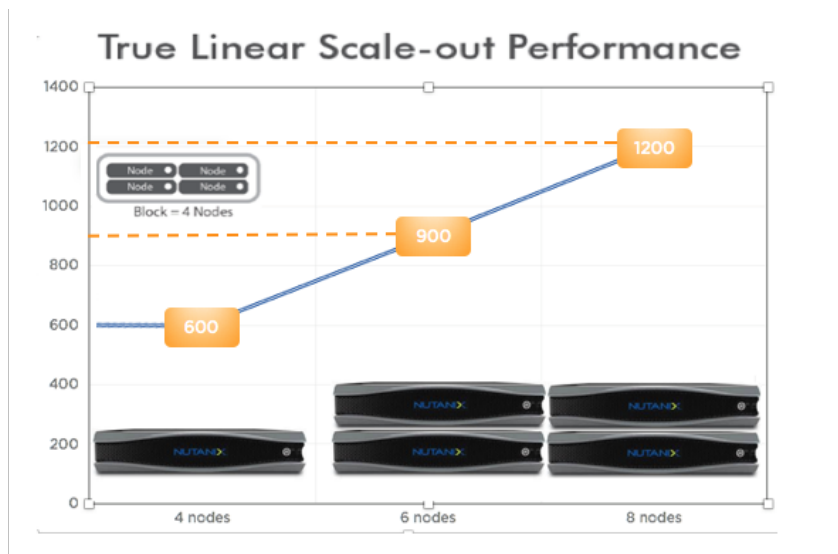 True Linear Scale-out Performance
1400
1200
1000
800
600
400
200
0
Node Node
Node Node
Block = 4 Nodes
1200
900
600
NUTANIX NUTANIX
NUTANIX NUTANIX NUTANIX
4 nodes 6 nodes 8 nodes